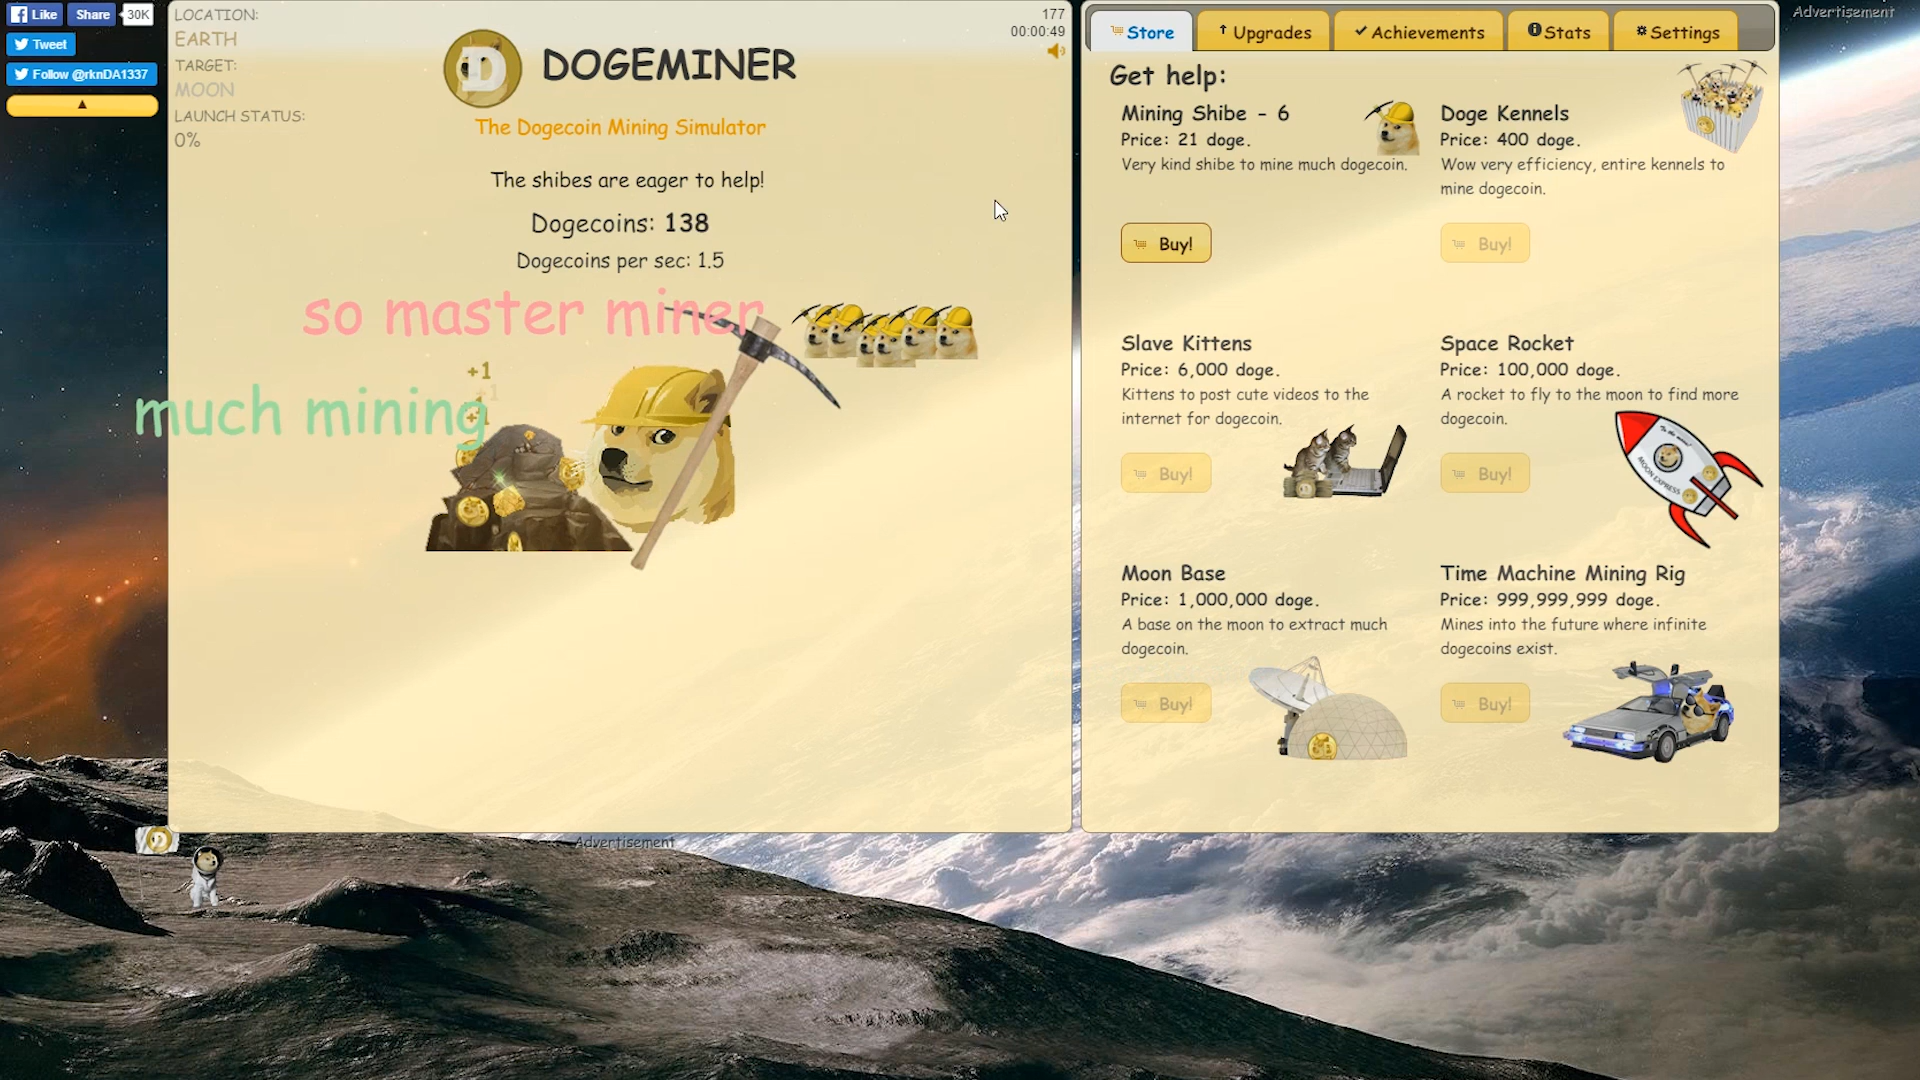 Like
Share
30K
Tweet
Follow @rknDA1337
LOCATION:
EARTH
TARGET:
MOON
LAUNCH STATUS:
0%
177
00:00:49
DOGEMINER
The Dogecoin Mining Simulator
The shibes are eager to help!
Dogecoins: 138
Dogecoins per sec: 1.5
so master miner
+1
much mining
Advertisement
Store
Upgrades
Achievements
Stats
Settings
Advertisement
Get help:
Mining Shibe - 6
Price: 21 doge.
Very kind shibe to mine much dogecoin.
Buy!
Doge Kennels
Price: 400 doge.
Wow very efficiency, entire kennels to
mine dogecoin.
Buy!
Slave Kittens
Price: 6,000 doge.
Kittens to post cute videos to the
internet for dogecoin.
Buy!
Space Rocket
Price: 100,000 doge.
A rocket to fly to the moon to find more
dogecoin.
Buy!
MOON EXPRESS
Moon Base
Price: 1,000,000 doge.
A base on the moon to extract much
dogecoin.
Buy!
Time Machine Mining Rig
Price: 999,999,999 doge.
Mines into the future where infinite
dogecoins exist.
Buy!